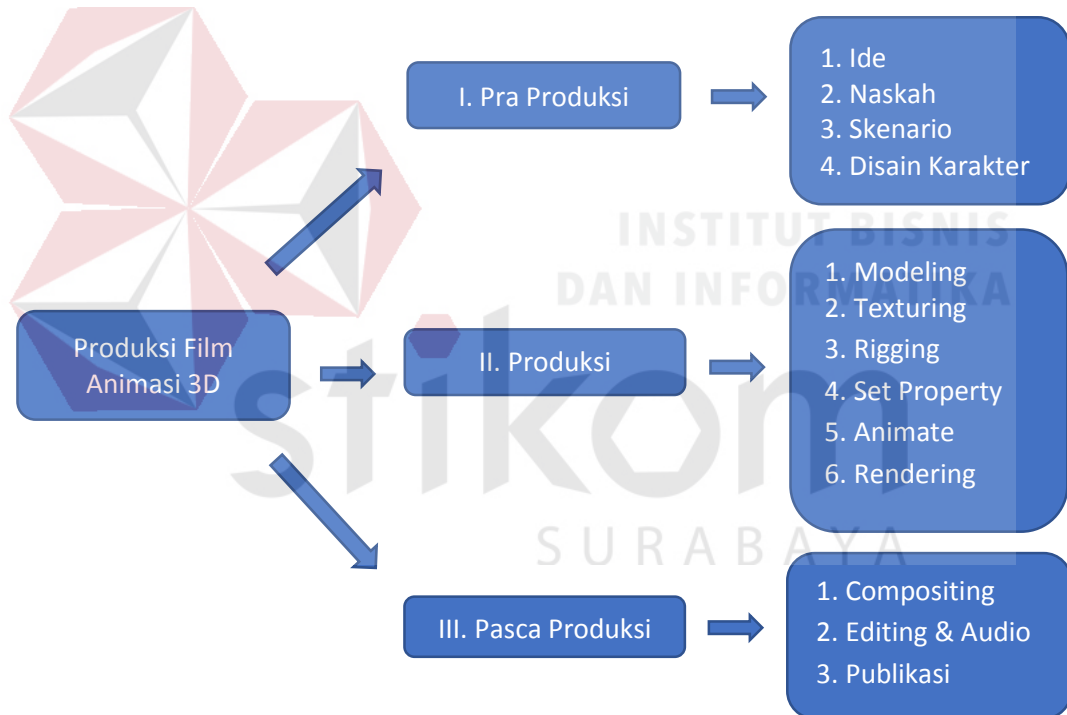 I. Pra Produksi
1. Ide
2. Naskah
3. Skenario
4. Disain Karakter
INSTITUT BISNIS
DAN INFORMATIKA
Produksi Film
Animasi 3D
II. Produksi
1. Modeling
2. Texturing
3. Rigging
4. Set Property
5. Animate
6. Rendering
stikom
SURABAYA
III. Pasca Produksi
1. Compositing
2. Editing & Audio
3. Publikasi